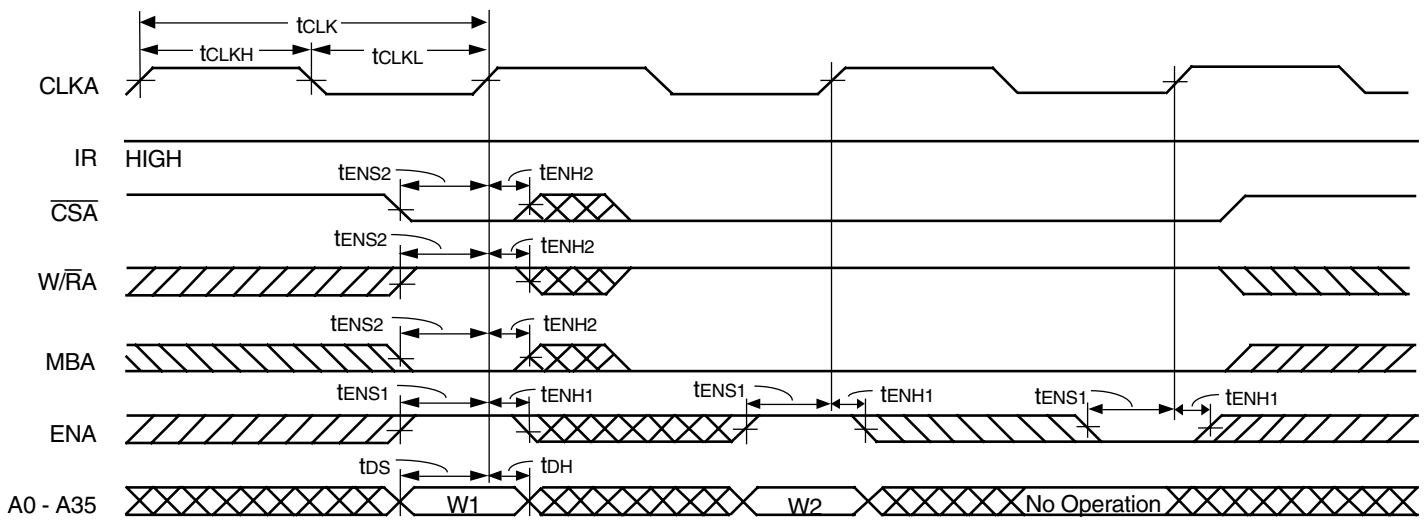 tCLK
tCLKH tCLKL
CLKA
IR HIGH
tENS2 tENH2
CSA
tENS2 tENH2
W/RA
tENS2 tENH2
MBA
tENS1 tENH1 tENS1 tENH1 tENS1 tENH1
ENA
tDS tDH
A0 - A35 W1 W2 No Operation